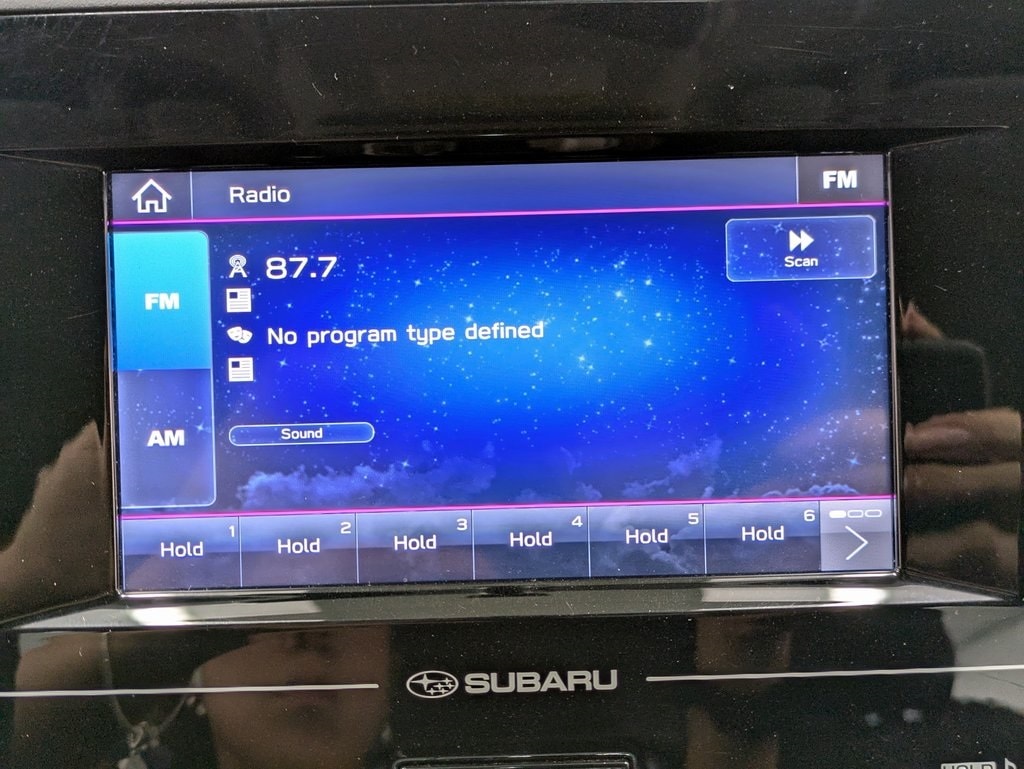 Radio
FM
87.7
Scan
FM
No program type defined
AM
Sound
1
2
3
4
5
6
Hold
Hold
Hold
Hold
Hold
Hold
SUBARU
HOLD